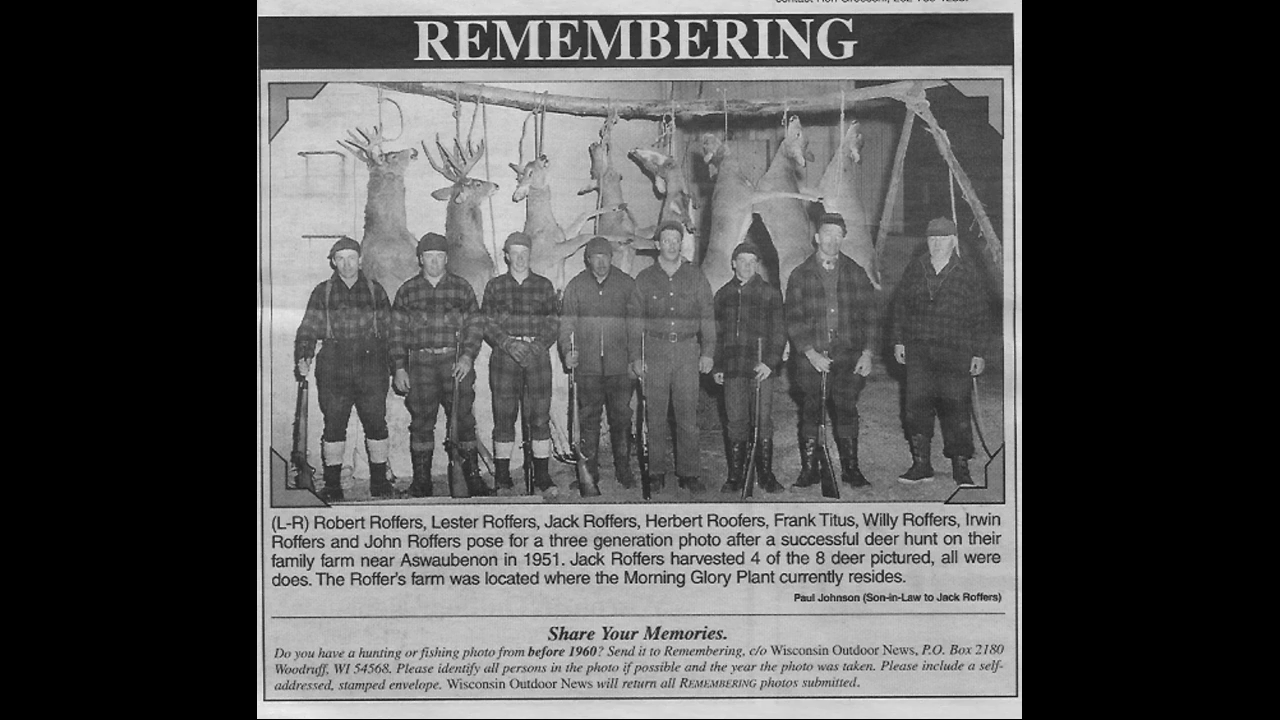 REMEMBERING
(L-R) Robert Roffers, Lester Roffers, Jack Roffers, Herbert Roofers, Frank Titus, Willy Roffers, Irwin
Roffers and John Roffers pose for a three generation photo after a successful deer hunt on their
family farm near Aswaubenon in 1951. Jack Roffers harvested 4 of the 8 deer pictured, all were
does. The Roffer's farm was located where the Morning Glory Plant currently resides.
Paul Johnson (Son-in-Law to Jack Roffers)
Share Your Memories.
Do you have a hunting or fishing photo from before 1960? Send it to Remembering, c/o Wisconsin Outdoor News, P.O. Box 2180
Woodruff, WI 54568. Please identify all persons in the photo if possible and the year the photo was taken. Please include a self-
addressed, stamped envelope. Wisconsin Outdoor News will return all REMEMBERING photos submitted.